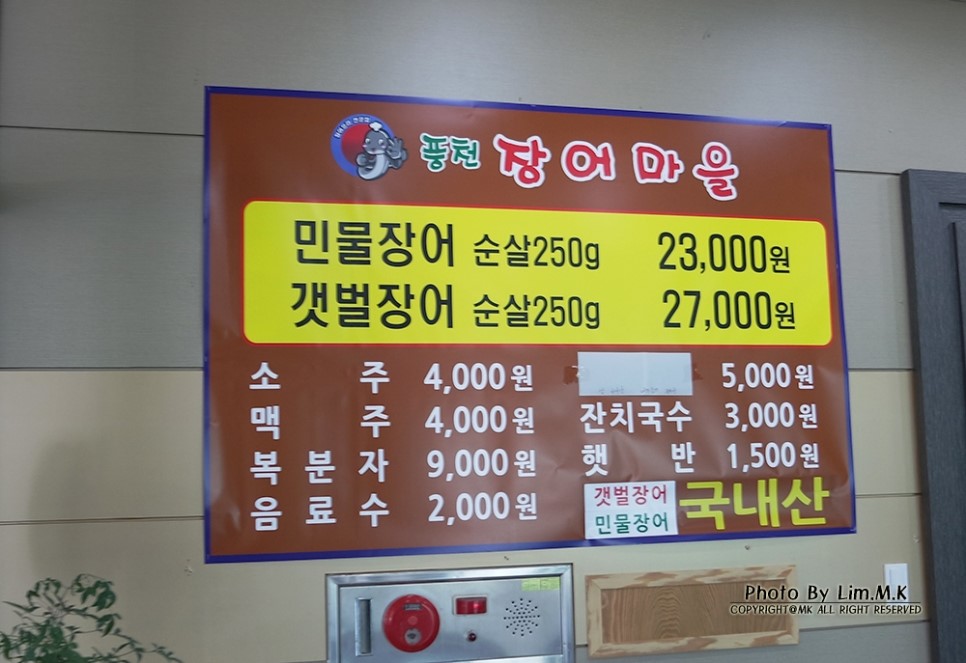 풍천 장어마을
민물장어 순살250g 23,000원
갯벌장어 순살250g 27,000원
소주 4,000원
맥주 4,000원
복분자 9,000원
음료수 2,000원
5,000원
잔치국수 3,000원
햇반 1,500원
갯벌장어
민물장어
국내산
Photo By Lim.M.K
COPYRIGHT@MK ALL RIGHT RESERVED